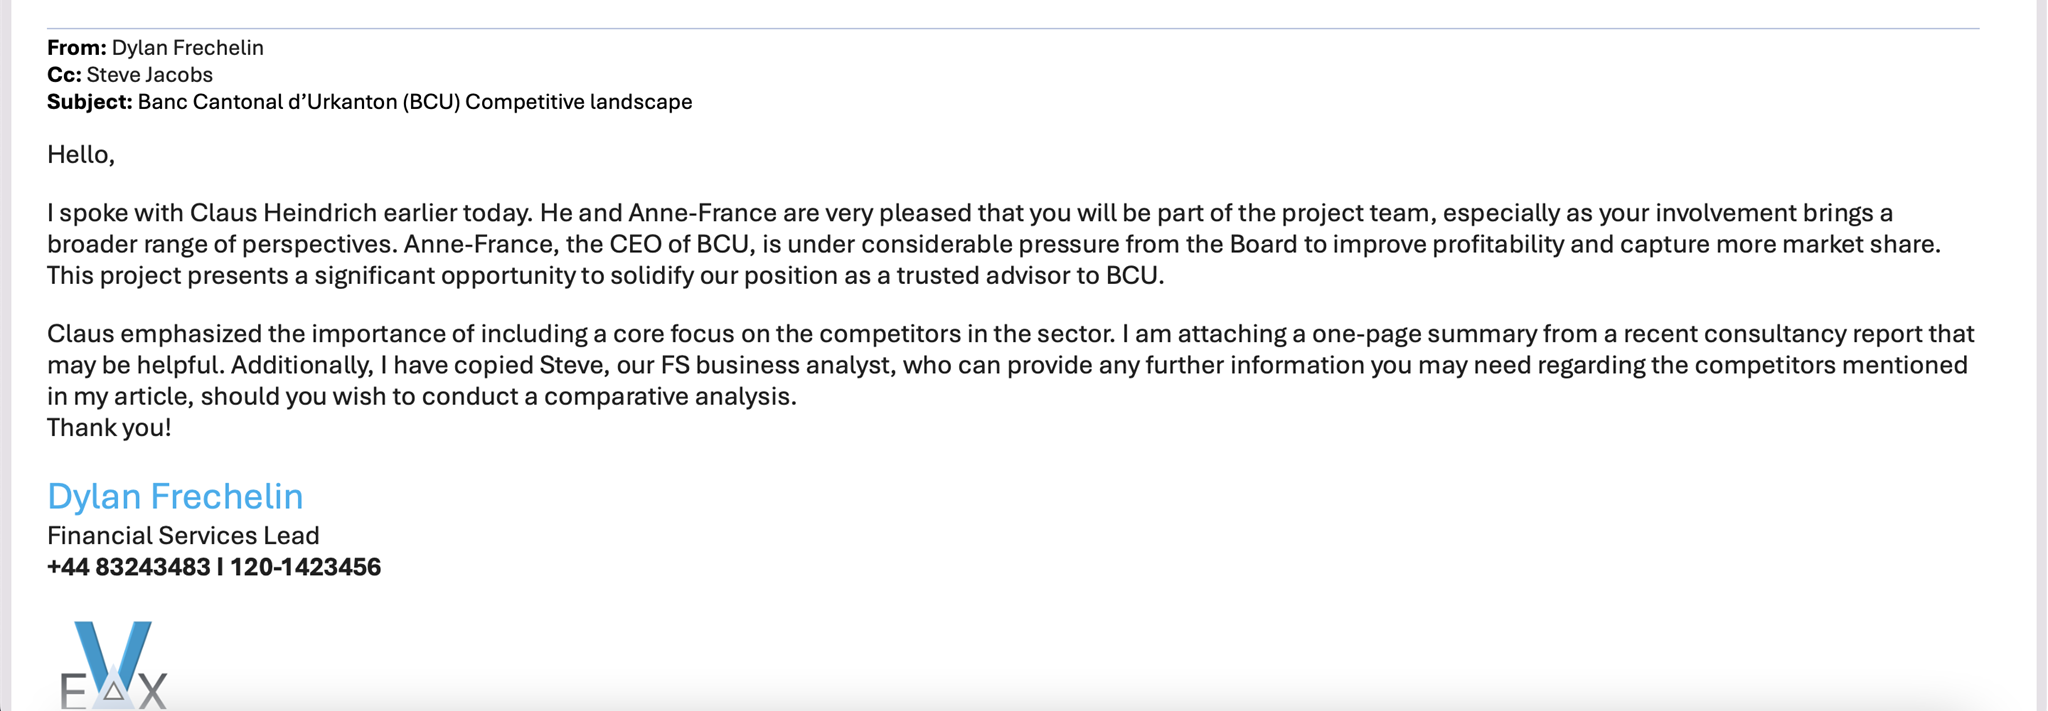 From: Dylan Frechelin
Cc: Steve Jacobs
Subject: Banc Cantonal d’Urkanton (BCU) Competitive landscape
Hello,
I spoke with Claus Heindrich earlier today. He and Anne-France are very pleased that you will be part of the project team, especially as your involvement brings a
broader range of perspectives. Anne-France, the CEO of BCU, is under considerable pressure from the Board to improve profitability and capture more market share.
This project presents a significant opportunity to solidify our position as a trusted advisor to BCU.
Claus emphasized the importance of including a core focus on the competitors in the sector. I am attaching a one-page summary from a recent consultancy report that
may be helpful. Additionally, I have copied Steve, our FS business analyst, who can provide any further information you may need regarding the competitors mentioned
in my article, should you wish to conduct a comparative analysis.
Thank you!
Dylan Frechelin
Financial Services Lead
+44 83243483 I 120-1423456
EVAX